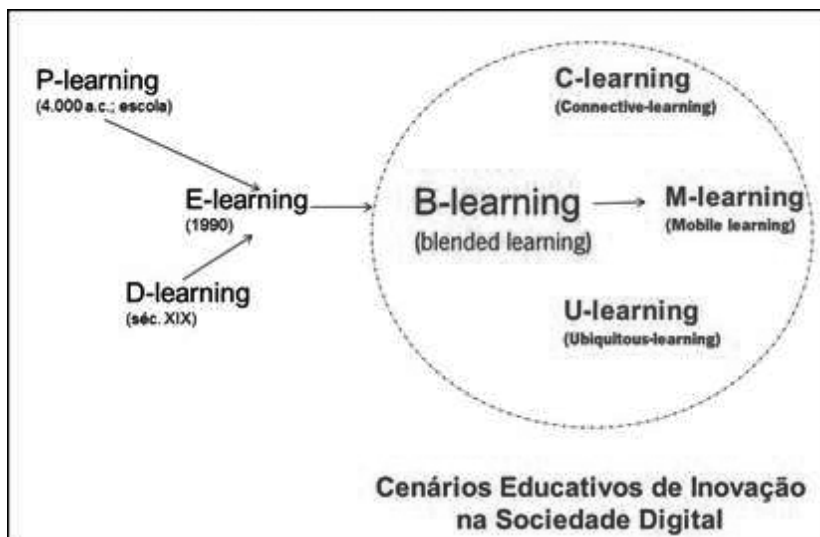 P-learning
(4.000 a.c.; escola)
E-learning
(1990)
D-learning
(séc. XIX)
C-learning
(Connective-learning)
B-learning
(blended learning)
M-learning
(Mobile learning)
U-learning
(Ubiquitous-learning)
Cenários Educativos de Inovação
na Sociedade Digital